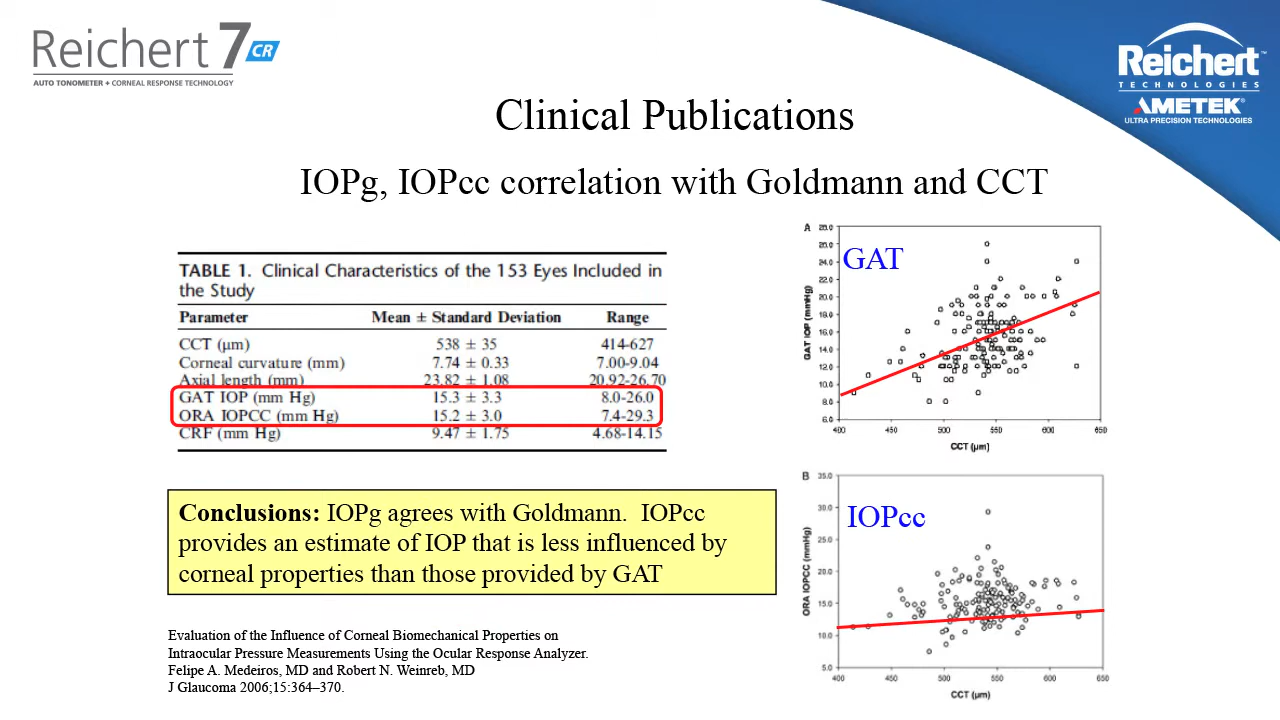 Reichert 7 CR
AUTO TONOMETER + CORNEAL RESPONSE TECHNOLOGY
Reichert™
TECHNOLOGIES
AMETEK®
ULTRA PRECISION TECHNOLOGIES
Clinical Publications
IOPg, IOPcc correlation with Goldmann and CCT
TABLE 1. Clinical Characteristics of the 153 Eyes Included in
the Study
Parameter Mean ± Standard Deviation Range
CCT (μm) 538 ± 35 414-627
Corneal curvature (mm) 7.74 ± 0.33 7.00-9.04
Axial length (mm) 23.82 ± 1.08 20.92-26.70
GAT IOP (mm Hg) 15.3 ± 3.3 8.0-26.0
ORA IOPCC (mm Hg) 15.2 ± 3.0 7.4-29.3
CRF (mm Hg) 9.47 ± 1.75 4.68-14.15
Conclusions: IOPg agrees with Goldmann. IOPcc
provides an estimate of IOP that is less influenced by
corneal properties than those provided by GAT
Evaluation of the Influence of Corneal Biomechanical Properties on
Intraocular Pressure Measurements Using the Ocular Response Analyzer.
Felipe A. Medeiros, MD and Robert N. Weinreb, MD
J Glaucoma 2006;15:364–370.
A
GAT
GAT IOP (mmHg)
28.0
26.0
24.0
22.0
20.0
18.0
16.0
14.0
12.0
10.0
8.0
6.0
400 450 500 550 600 650
CCT (μm)
B
IOPcc
ORA IOPCC (mmHg)
35.0
30.0
25.0
20.0
15.0
10.0
5.0
400 450 500 550 600 650
CCT (μm)